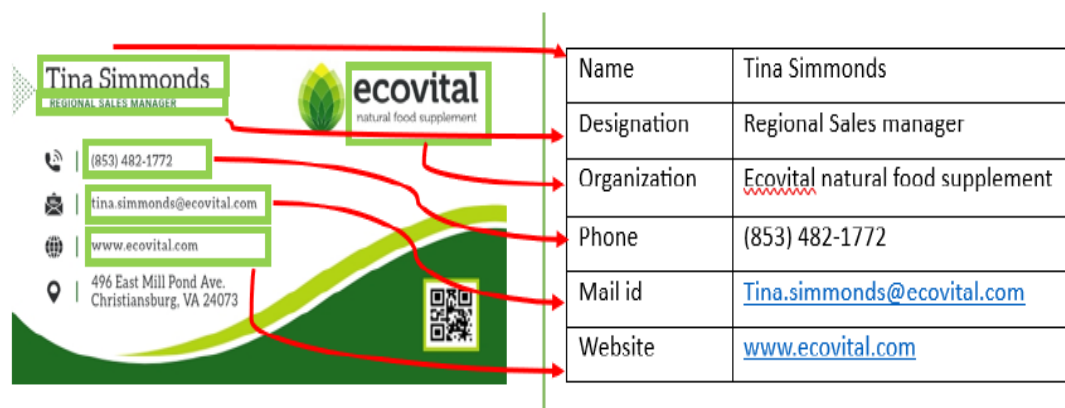 Tina Simmonds
REGIONAL SALES MANAGER
ecovital
natural food supplement
(853) 482-1772
tina.simmonds@ecovital.com
www.ecovital.com
496 East Mill Pond Ave.
Christiansburg, VA 24073
Name Tina Simmonds
Designation Regional Sales manager
Organization Ecovital natural food supplement
Phone (853) 482-1772
Mail id Tina.simmonds@ecovital.com
Website www.ecovital.com